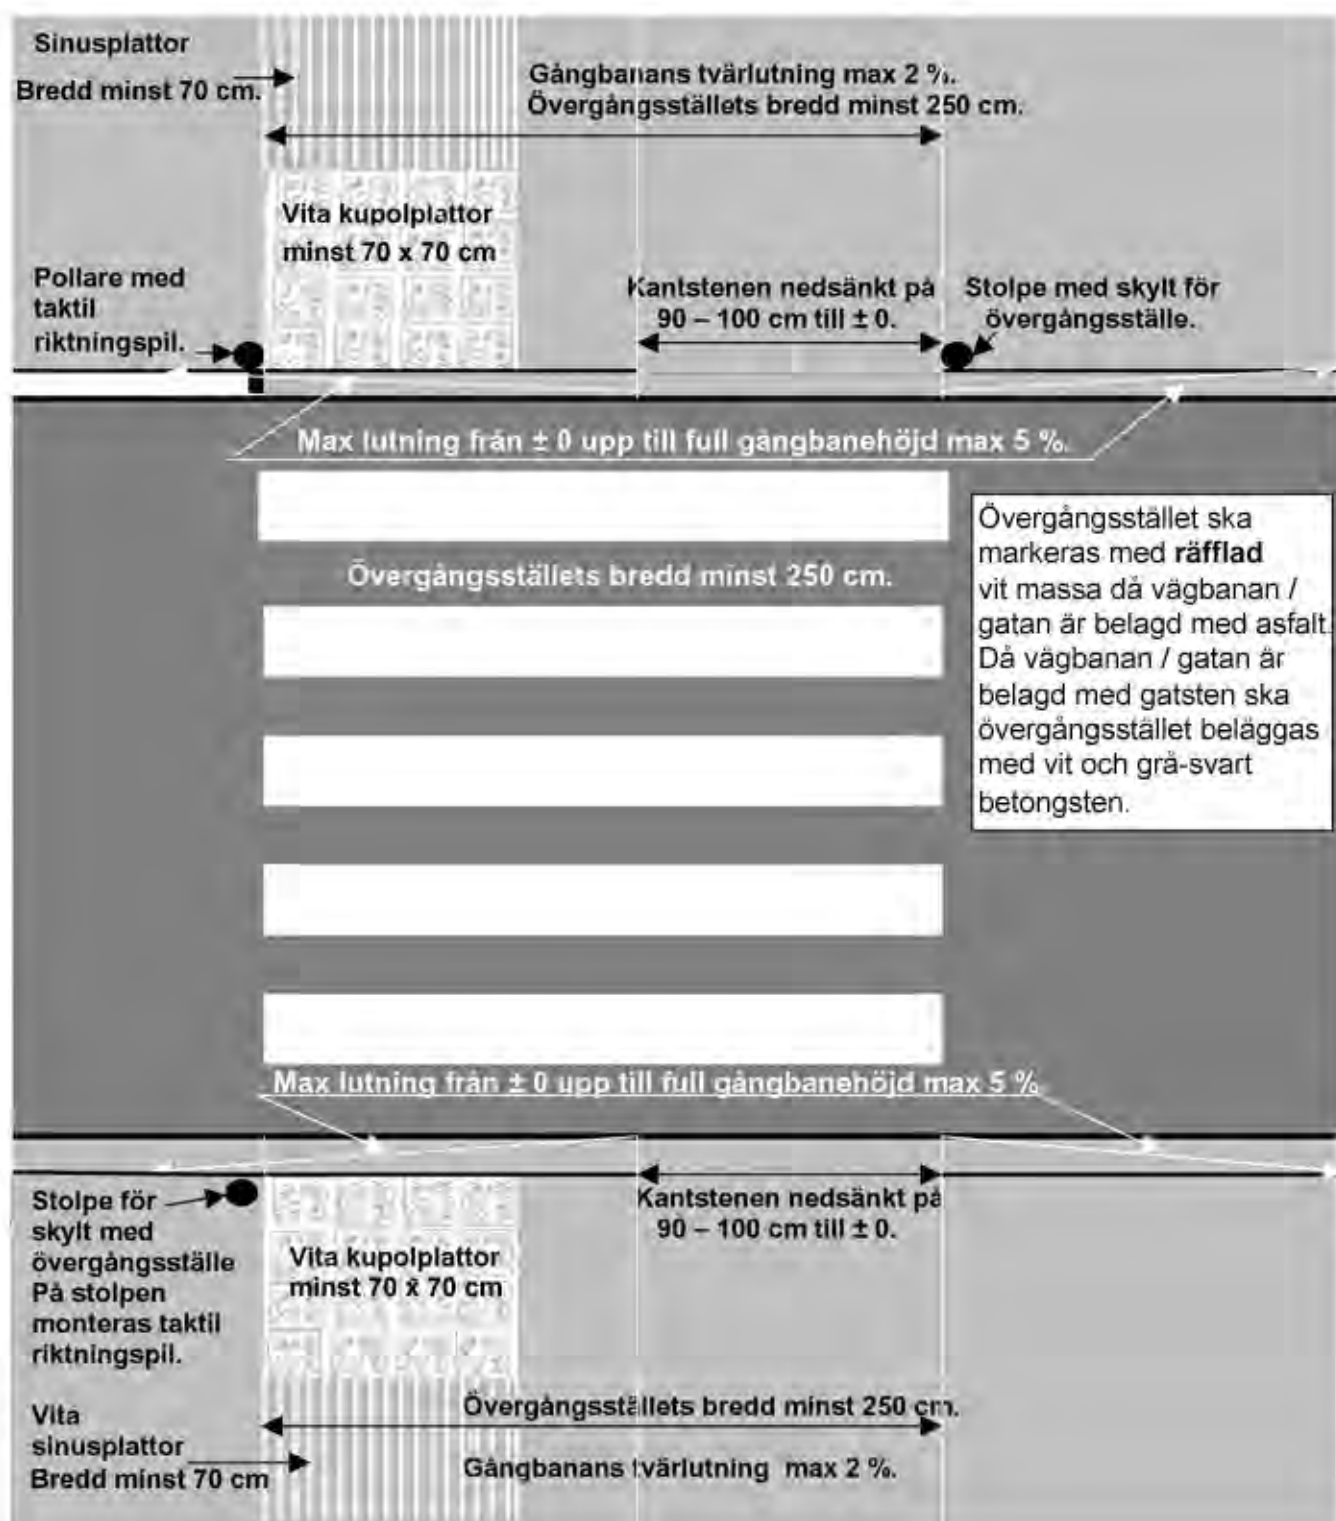 Sinusplattor
Bredd minst 70 cm.
Gångbanans tvärlutning max 2 %.
Övergångsställets bredd minst 250 cm.
Vita kupolplattor
minst 70 x 70 cm
Pollare med
taktil
riktningspil.
Kantstenen nedsänkt på
90 – 100 cm till ± 0.
Stolpe med skylt för
övergångsställe.
Max lutning från ± 0 upp till full gångbanehöjd max 5 %.
Övergångsställets bredd minst 250 cm.
Övergångsstället ska
markeras med räfflad
vit massa då vägbanan /
gatan är belagd med asfalt.
Då vägbanan / gatan är
belagd med gatsten ska
övergångsstället beläggas
med vit och grå-svart
betongsten.
Max lutning från ± 0 upp till full gångbanehöjd max 5 %
Stolpe för
skylt med
övergångsställe
På stolpen
monteras taktil
riktningspil.
Vita kupolplattor
minst 70 x 70 cm
Kantstenen nedsänkt på
90 – 100 cm till ± 0.
Vita
sinusplattor
Bredd minst 70 cm
Övergångsställets bredd minst 250 cm.
Gångbanans tvärlutning max 2 %.